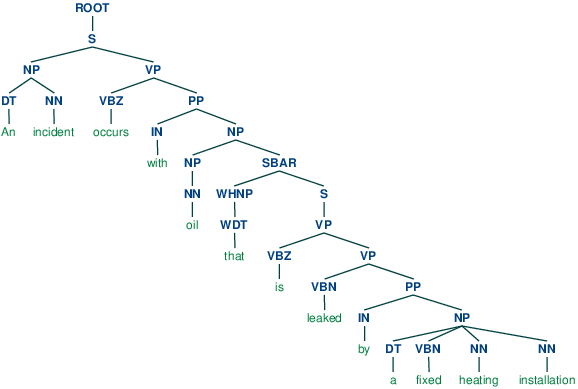 ROOT
S
NP VP
DT NN VBZ PP
An incident occurs IN NP
with NP SBAR
NN WHNP S
oil WDT VP
that VBZ VP
is VBN PP
leaked IN NP
by DT VBN NN NN
a fixed heating installation